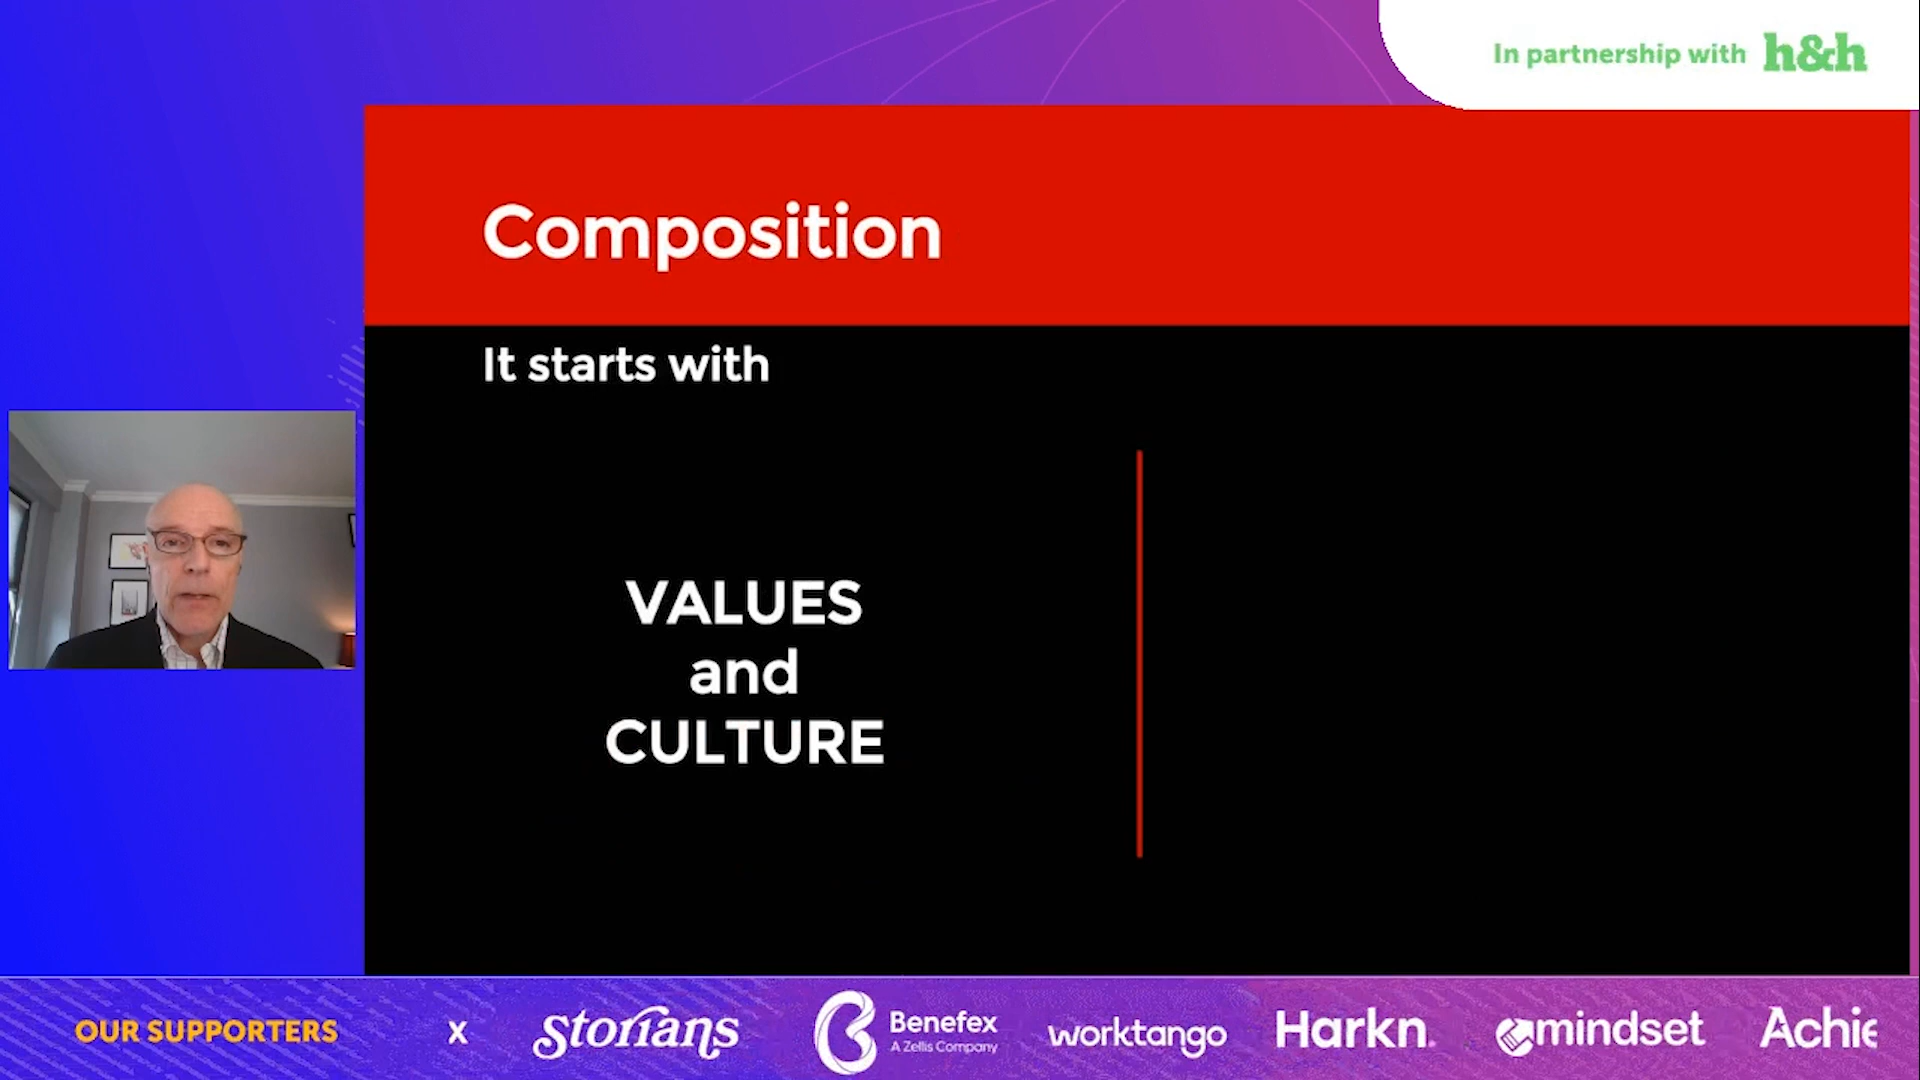 In partnership with h&h
Composition
It starts with
VALUES
and
CULTURE
OUR SUPPORTERS
X
Storians
Benefex
A Zellis Company
worktango
Harkn.
mindset
Achie